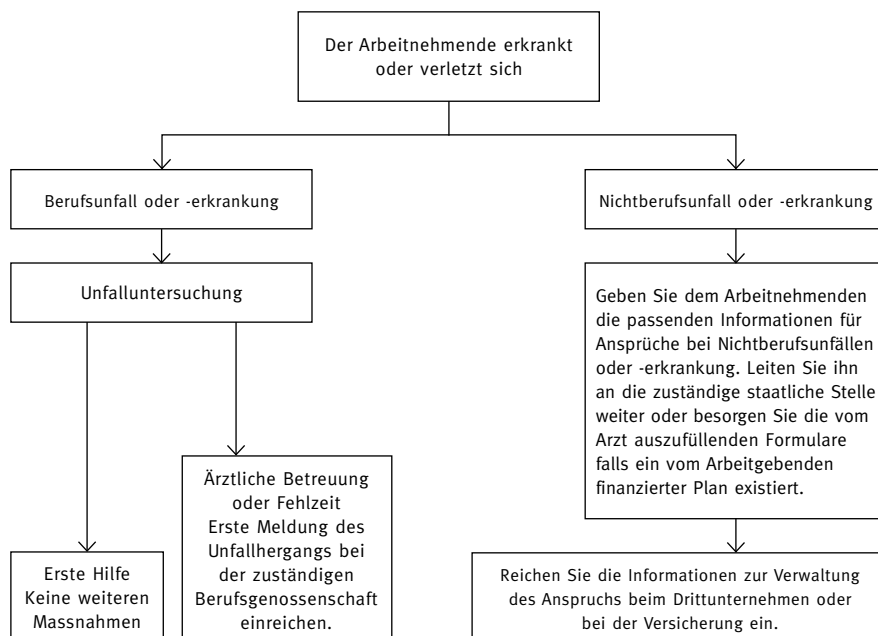 Der Arbeitnehmende erkrankt
oder verletzt sich
Berufsunfall oder -erkrankung
Nichtberufsunfall oder -erkrankung
Unfalluntersuchung
Geben Sie dem Arbeitnehmenden
die passenden Informationen für
Ansprüche bei Nichtberufsunfällen
oder -erkrankung. Leiten Sie ihn
an die zuständige staatliche Stelle
weiter oder besorgen Sie die vom
Arzt auszufüllenden Formulare
falls ein vom Arbeitgebenden
finanzierter Plan existiert.
Ärztliche Betreuung
oder Fehlzeit
Erste Meldung des
Unfallhergangs bei
der zuständigen
Berufsgenossenschaft
einreichen.
Erste Hilfe
Keine weiteren
Massnahmen
Reichen Sie die Informationen zur Verwaltung
des Anspruchs beim Drittunternehmen oder
bei der Versicherung ein.